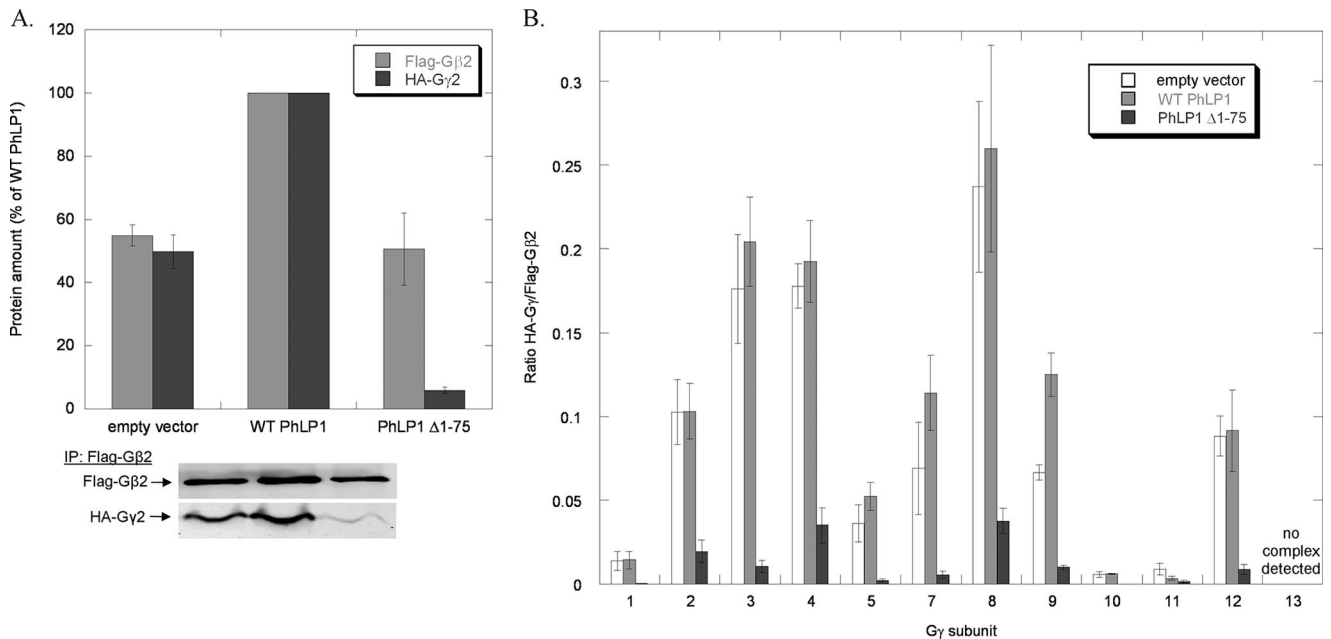 A.
Protein amount (% of WT PhLP1)
120
100
80
60
40
20
0
Flag-Gβ2
HA-Gγ2
empty vector
WT PhLP1
PhLP1 Δ1-75
IP: Flag-Gβ2
Flag-Gβ2
HA-Gγ2
B.
Ratio HA-Gγ/Flag-Gβ2
0.3
0.25
0.2
0.15
0.1
0.05
0
empty vector
WT PhLP1
PhLP1 Δ1-75
no
complex
detected
1 2 3 4 5 7 8 9 10 11 12 13
Gγ subunit